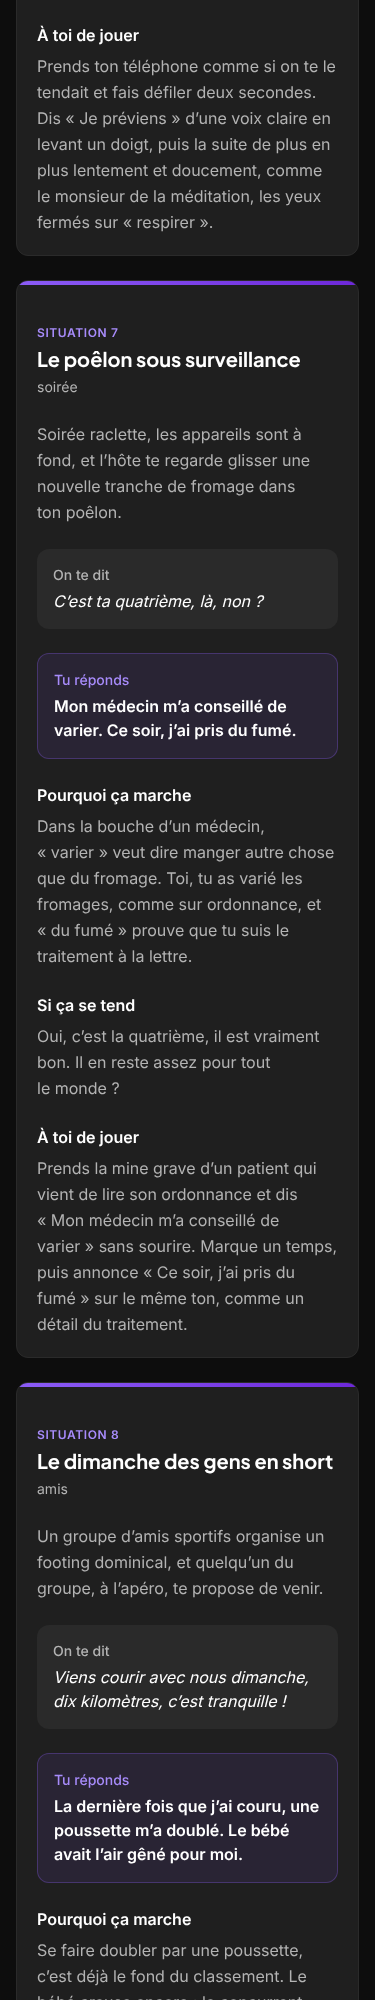 À toi de jouer
Prends ton téléphone comme si on te le
tendait et fais défiler deux secondes.
Dis « Je préviens » d’une voix claire en
levant un doigt, puis la suite de plus en
plus lentement et doucement, comme
le monsieur de la méditation, les yeux
fermés sur « respirer ».
SITUATION 7
Le poêlon sous surveillance
soirée
Soirée raclette, les appareils sont à
fond, et l’hôte te regarde glisser une
nouvelle tranche de fromage dans
ton poêlon.
On te dit
C’est ta quatrième, là, non ?
Tu réponds
Mon médecin m’a conseillé de
varier. Ce soir, j’ai pris du fumé.
Pourquoi ça marche
Dans la bouche d’un médecin,
« varier » veut dire manger autre chose
que du fromage. Toi, tu as varié les
fromages, comme sur ordonnance, et
« du fumé » prouve que tu suis le
traitement à la lettre.
Si ça se tend
Oui, c’est la quatrième, il est vraiment
bon. Il en reste assez pour tout
le monde ?
À toi de jouer
Prends la mine grave d’un patient qui
vient de lire son ordonnance et dis
« Mon médecin m’a conseillé de
varier » sans sourire. Marque un temps,
puis annonce « Ce soir, j’ai pris du
fumé » sur le même ton, comme un
détail du traitement.
SITUATION 8
Le dimanche des gens en short
amis
Un groupe d’amis sportifs organise un
footing dominical, et quelqu’un du
groupe, à l’apéro, te propose de venir.
On te dit
Viens courir avec nous dimanche,
dix kilomètres, c’est tranquille !
Tu réponds
La dernière fois que j’ai couru, une
poussette m’a doublé. Le bébé
avait l’air gêné pour moi.
Pourquoi ça marche
Se faire doubler par une poussette,
c’est déjà le fond du classement. Le